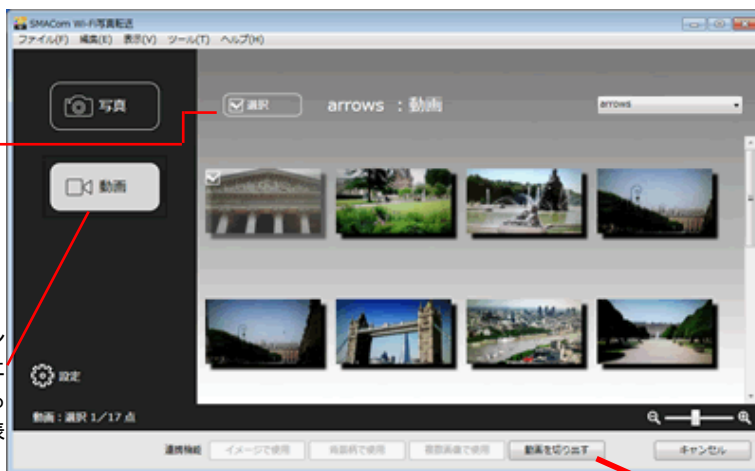 SMACom Wi-Fi写真転送
ファイル(F) 編集(E) 表示(V) ツール(T) ヘルプ(H)
写真
選択
arrows ：動画
arrows
動画
設定
動画：選択 1/17 点
連携機能
イメージで使用
背景柄で使用
複数画像で使用
動画を切り出す
キャンセル